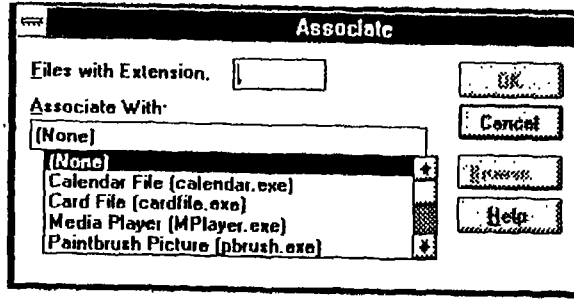 Associate
Files with Extension.
OK
Associate With:
Cancel
(None)
(None)
Calendar File (calendar.exe)
Browse
Card File (cardfile.exe)
Media Player (MPlayer.exe)
Help
Paintbrush Picture (pbrush.exe)